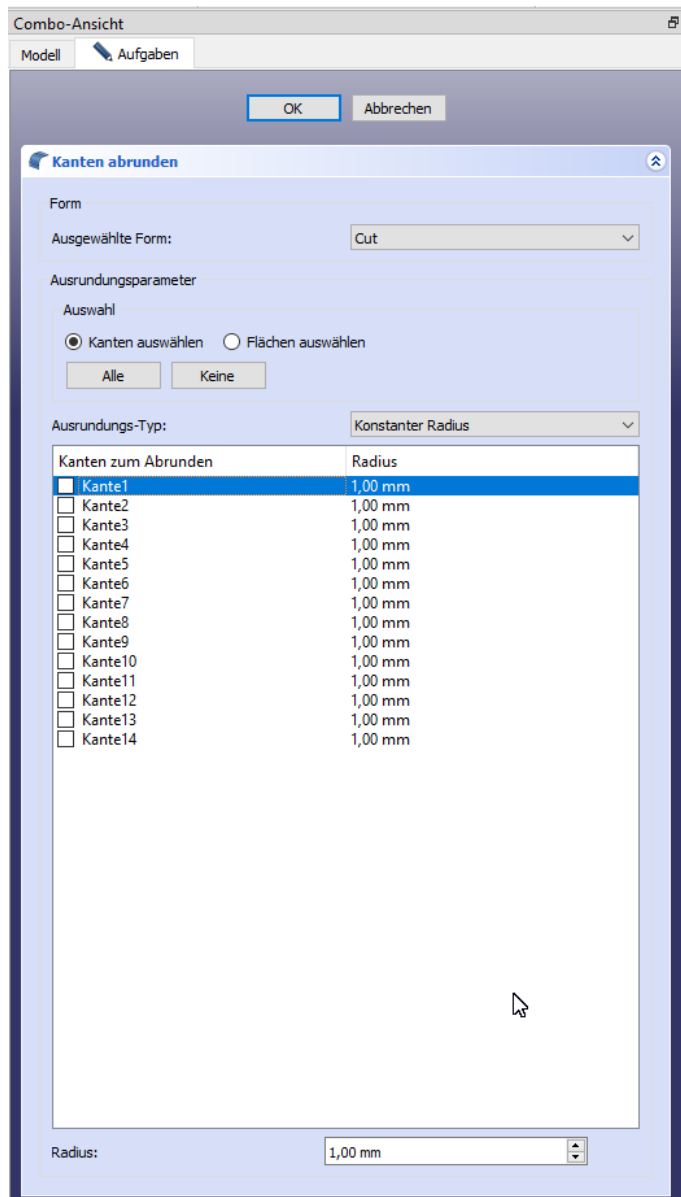 Combo-Ansicht
Modell Aufgaben
OK Abbrechen
Kanten abrunden
Form
Ausgewählte Form: Cut
Ausrundungsparameter
Auswahl
Kanten auswählen Flächen auswählen
Alle Keine
Ausrundungs-Typ: Konstanter Radius
Kanten zum Abrunden Radius
Kante1 1,00 mm
Kante2 1,00 mm
Kante3 1,00 mm
Kante4 1,00 mm
Kante5 1,00 mm
Kante6 1,00 mm
Kante7 1,00 mm
Kante8 1,00 mm
Kante9 1,00 mm
Kante10 1,00 mm
Kante11 1,00 mm
Kante12 1,00 mm
Kante13 1,00 mm
Kante14 1,00 mm
Radius: 1,00 mm